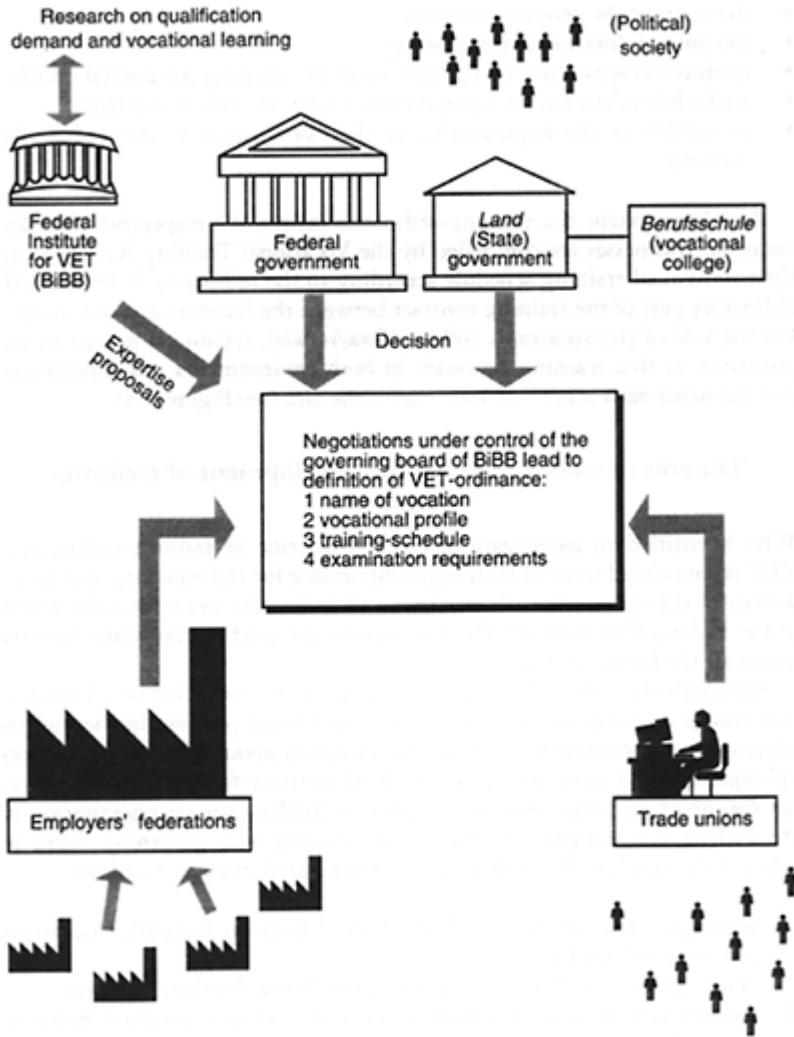 Research on qualification
demand and vocational learning
(Political)
society
Federal
Institute
for VET
(BiBB)
Federal
government
Land
(State)
government
Berufsschule
(vocational
college)
Expertise
proposals
Decision
Negotiations under control of the
governing board of BiBB lead to
definition of VET-ordinance:
1 name of vocation
2 vocational profile
3 training-schedule
4 examination requirements
Employers' federations
Trade unions